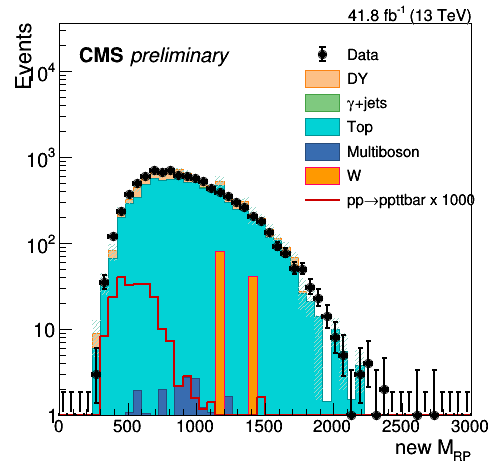 41.8 fb⁻¹ (13 TeV)
Events
CMS preliminary
Data
DY
γ+jets
Top
Multiboson
W
pp→ppttbar x 1000
10⁴
10³
10²
10
1
0 500 1000 1500 2000 2500 3000
new M_RP